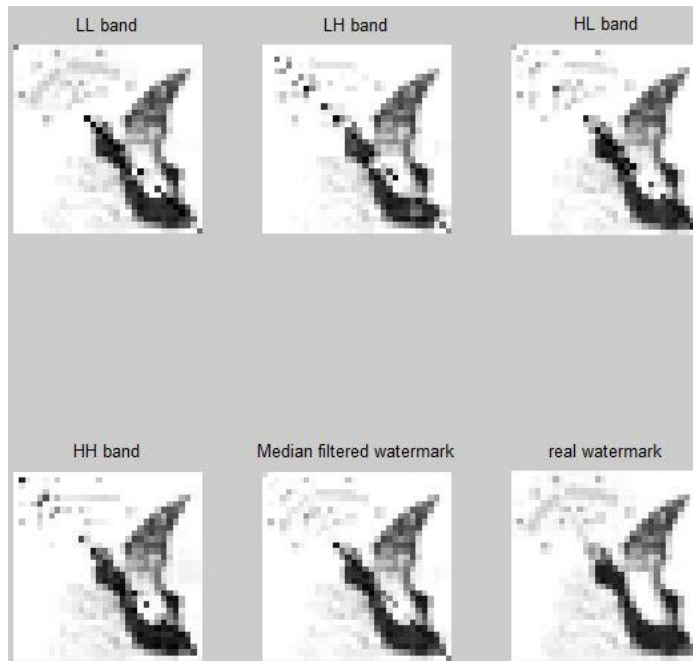 LL band
LH band
HL band
HH band
Median filtered watermark
real watermark